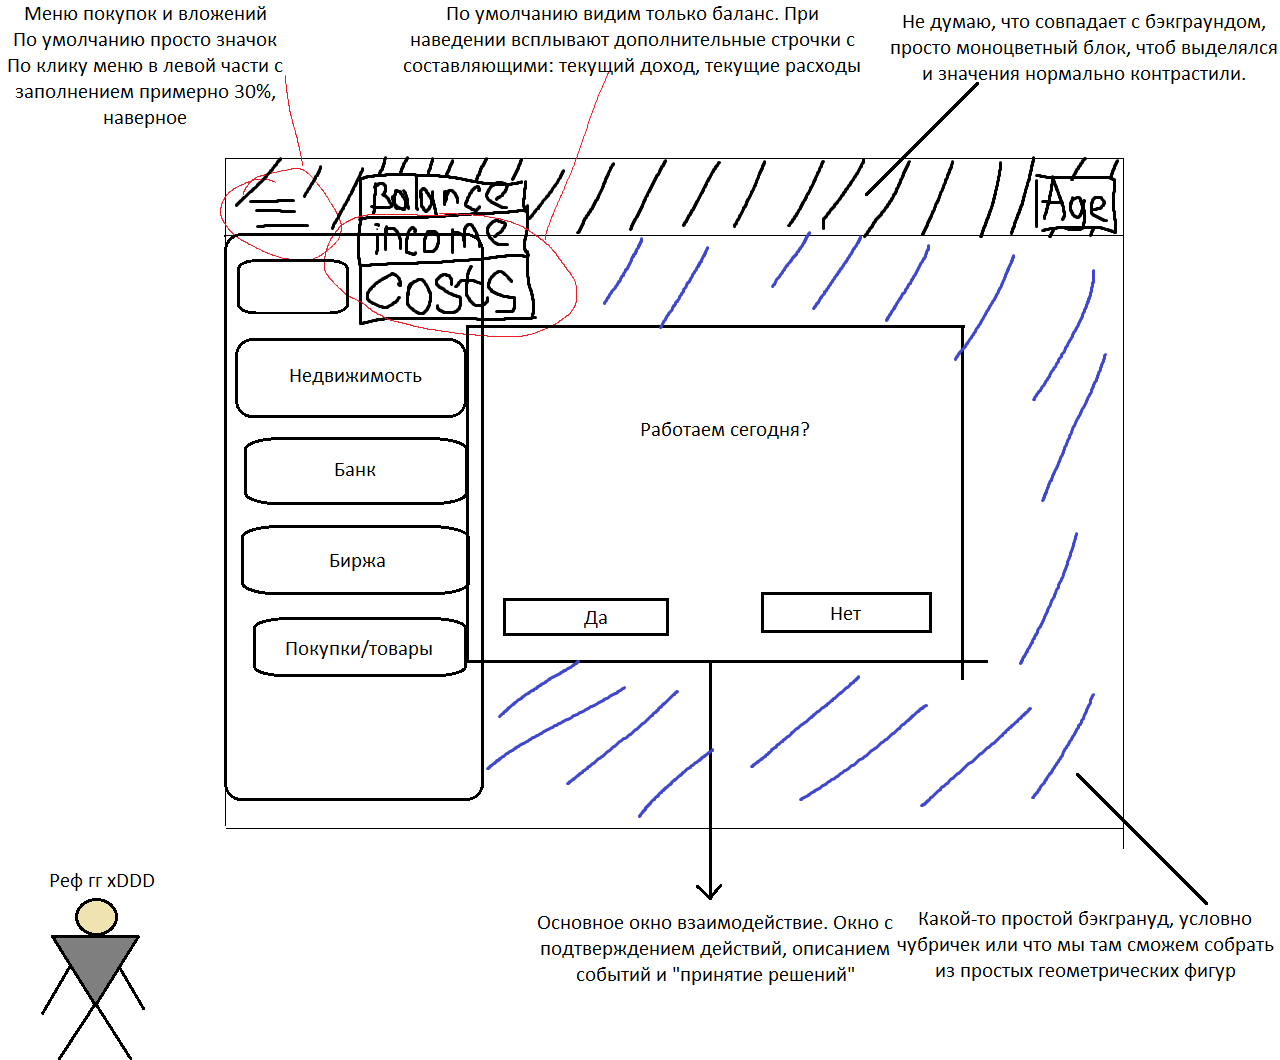 Меню покупок и вложений
По умолчанию просто значок
По клику меню в левой части с
заполнением примерно 30%,
наверное
По умолчанию видим только баланс. При
наведении всплывают дополнительные строчки с
составляющими: текущий доход, текущие расходы
Не думаю, что совпадает с бэкграундом,
просто моноцветный блок, чтоб выделялся
и значения нормально контрастили.
Balance
income
Costs
Age
Недвижимость
Банк
Биржа
Покупки/товары
Работаем сегодня?
Да
Нет
Реф гг xDDD
Основное окно взаимодействие. Окно с
подтверждением действий, описанием
событий и "принятие решений"
Какой-то простой бэкгрануд, условно
чубричек или что мы там сможем собрать
из простых геометрических фигур